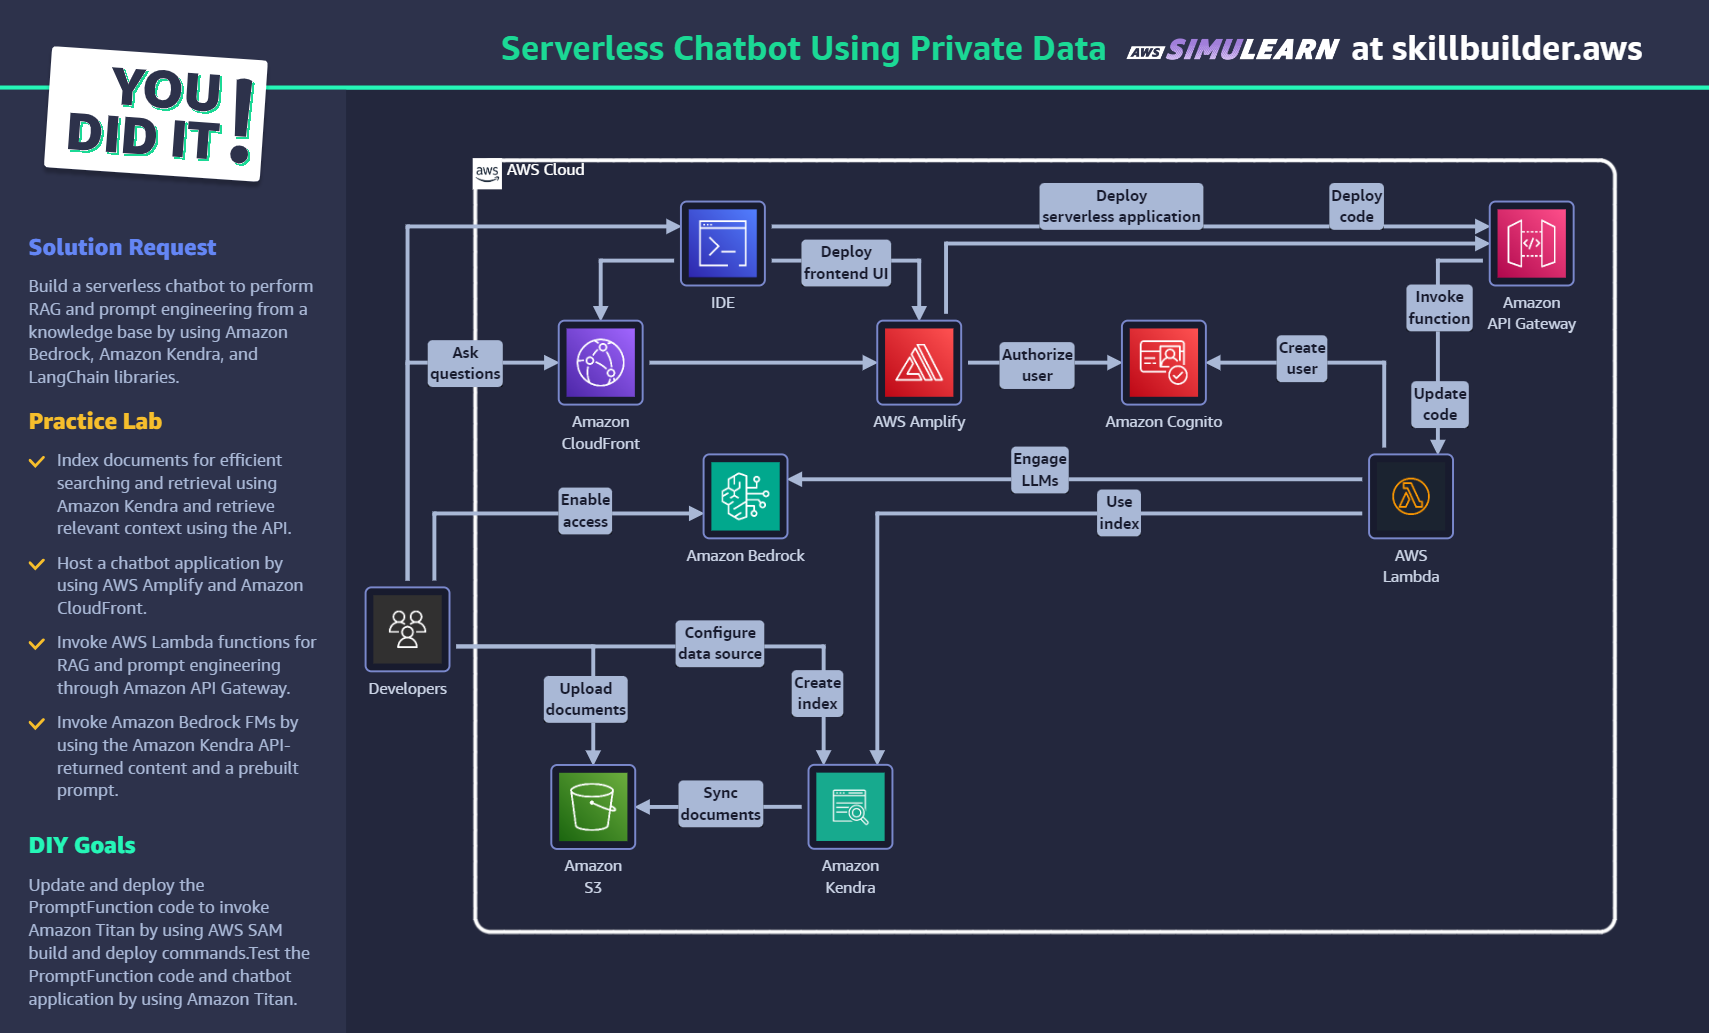 Serverless Chatbot Using Private Data aws SIMULEARN at skillbuilder.aws
YOU
DID IT!
Solution Request
Build a serverless chatbot to perform
RAG and prompt engineering from a
knowledge base by using Amazon
Bedrock, Amazon Kendra, and
LangChain libraries.
Practice Lab
Index documents for efficient
searching and retrieval using
Amazon Kendra and retrieve
relevant context using the API.
Host a chatbot application by
using AWS Amplify and Amazon
CloudFront.
Invoke AWS Lambda functions for
RAG and prompt engineering
through Amazon API Gateway.
Invoke Amazon Bedrock FMs by
using the Amazon Kendra API-
returned content and a prebuilt
prompt.
DIY Goals
Update and deploy the
PromptFunction code to invoke
Amazon Titan by using AWS SAM
build and deploy commands.Test the
PromptFunction code and chatbot
application by using Amazon Titan.
aws AWS Cloud
Deploy
serverless application
Deploy
code
Deploy
frontend UI
IDE
Amazon
API Gateway
Invoke
function
Ask
questions
Amazon
CloudFront
AWS Amplify
Authorize
user
Amazon Cognito
Create
user
Update
code
Engage
LLMs
Use
index
Enable
access
Amazon Bedrock
AWS
Lambda
Developers
Configure
data source
Upload
documents
Create
index
Sync
documents
Amazon
S3
Amazon
Kendra